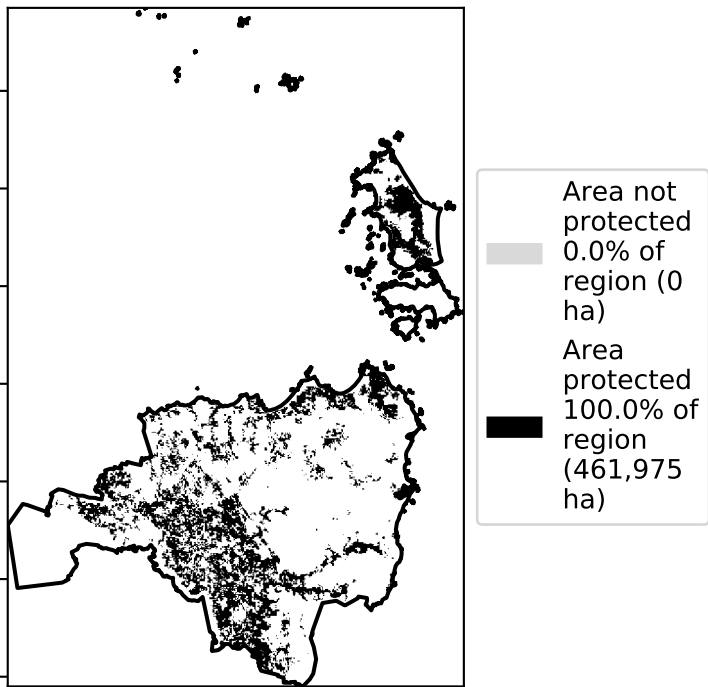 Area not
protected
0.0% of
region (0
ha)
Area
protected
100.0% of
region
(461,975
ha)